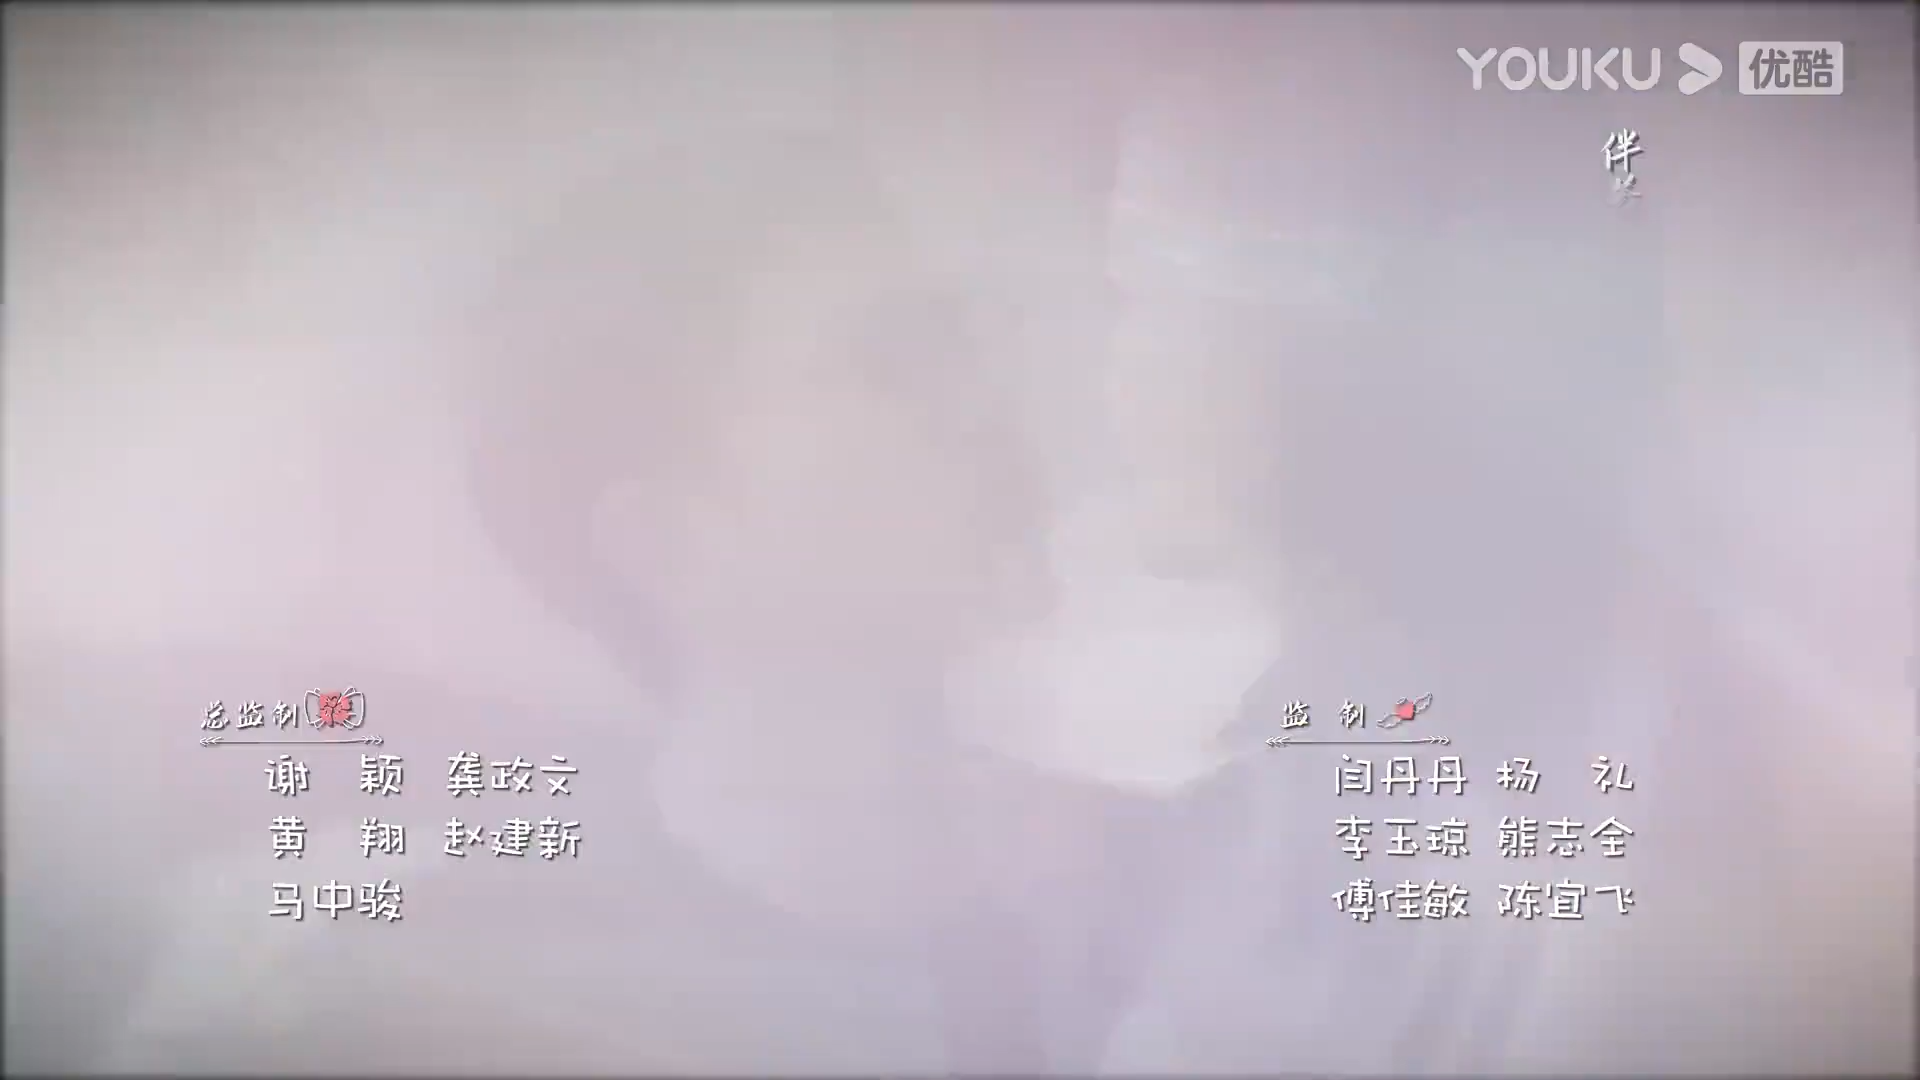 YOUKU 优酷
伴
总监制
谢 颖 龚政文
黄 翔 赵建新
马中骏
监 制
闫丹丹 杨 礼
李玉琼 熊志全
傅佳敏 陈宜飞